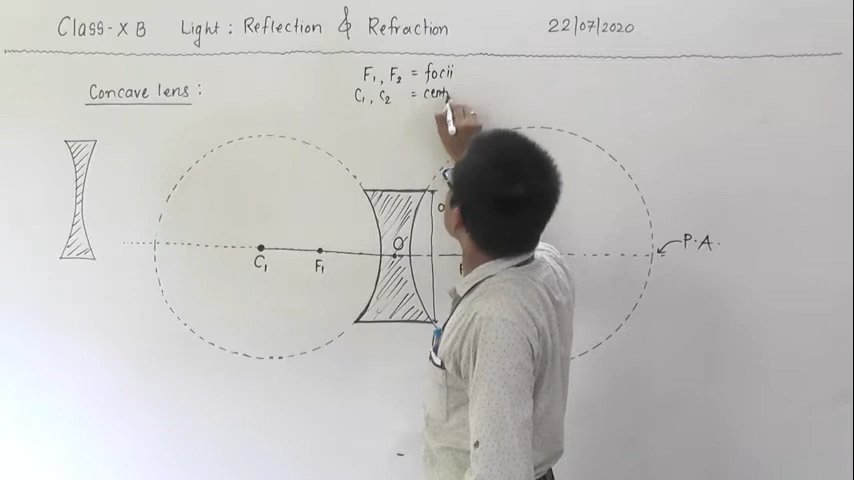 Class-X B Light: Reflection & Refraction 22/07/2020
F₁, F₂ = focii
C₁, C₂ = cent
Concave lens:
O
P.A.
C₁ F₁